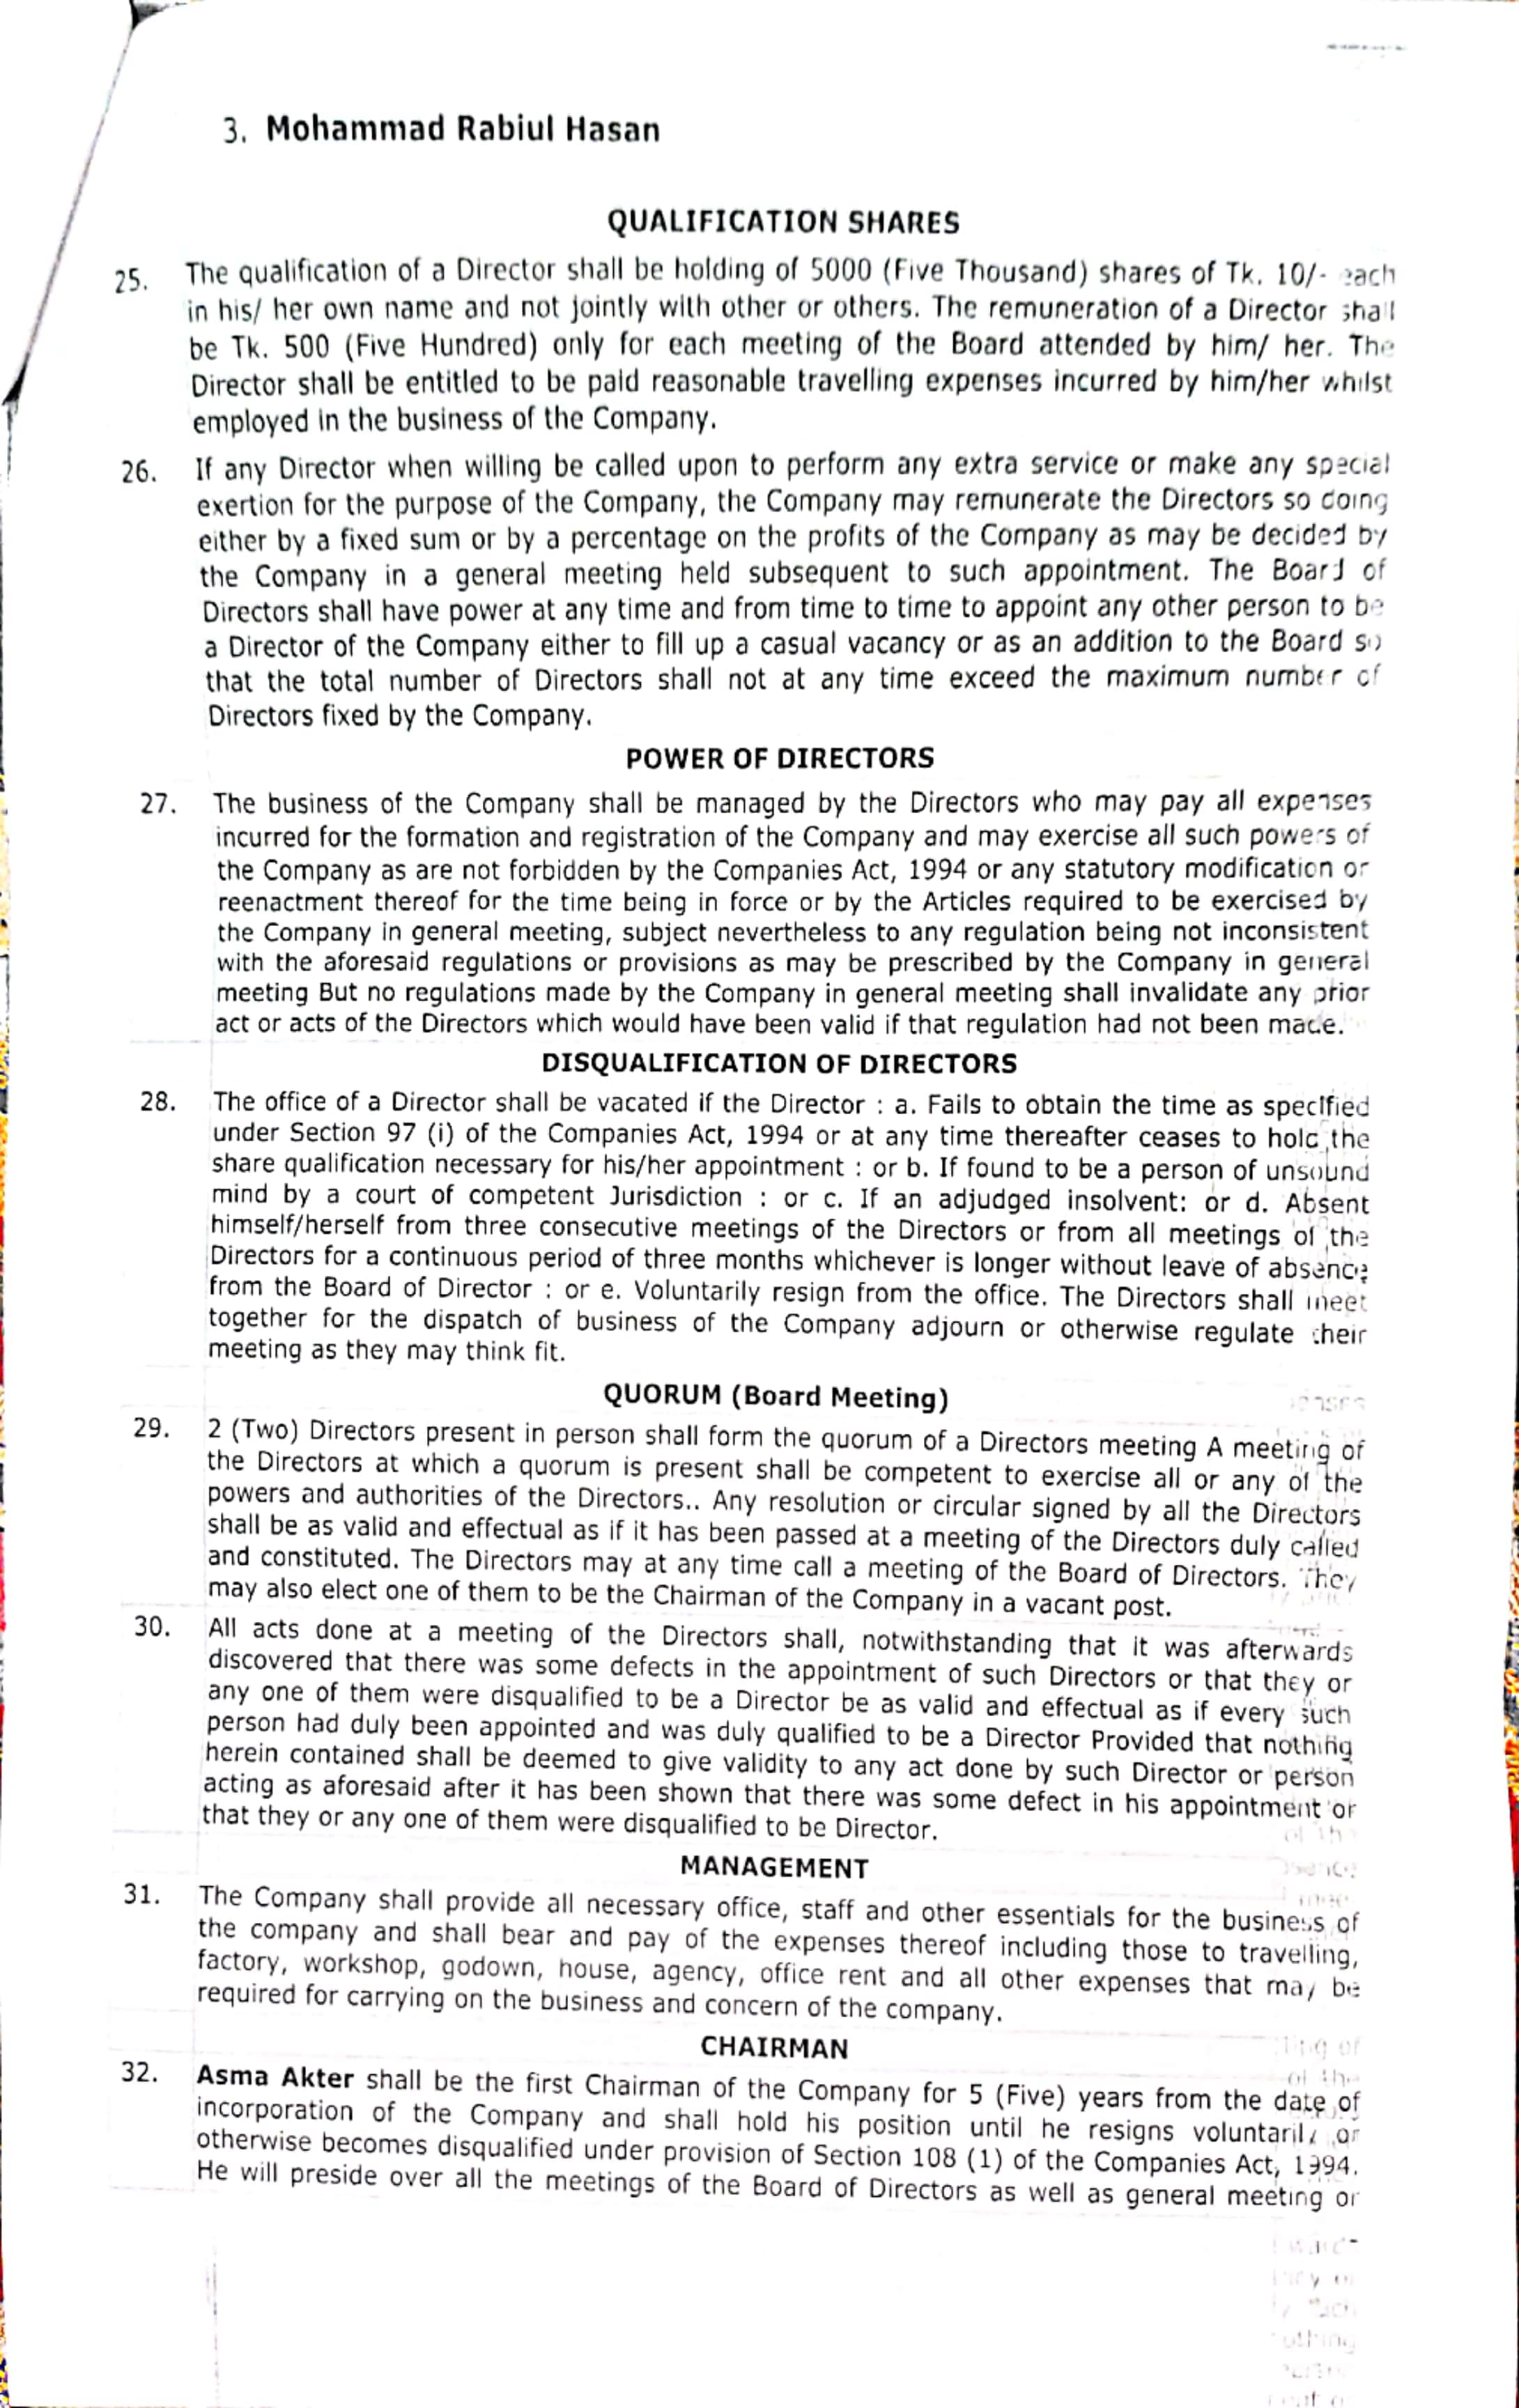 3. Mohammad Rabiul Hasan
QUALIFICATION SHARES
25. The qualification of a Director shall be holding of 5000 (Five Thousand) shares of Tk. 10/- each
in his/ her own name and not jointly with other or others. The remuneration of a Director shall
be Tk. 500 (Five Hundred) only for each meeting of the Board attended by him/ her. The
Director shall be entitled to be paid reasonable travelling expenses incurred by him/her whilst
employed in the business of the Company.
26. If any Director when willing be called upon to perform any extra service or make any special
exertion for the purpose of the Company, the Company may remunerate the Directors so doing
either by a fixed sum or by a percentage on the profits of the Company as may be decided by
the Company in a general meeting held subsequent to such appointment. The Board of
Directors shall have power at any time and from time to time to appoint any other person to be
a Director of the Company either to fill up a casual vacancy or as an addition to the Board so
that the total number of Directors shall not at any time exceed the maximum number of
Directors fixed by the Company.
POWER OF DIRECTORS
27. The business of the Company shall be managed by the Directors who may pay all expenses
incurred for the formation and registration of the Company and may exercise all such powers of
the Company as are not forbidden by the Companies Act, 1994 or any statutory modification or
reenactment thereof for the time being in force or by the Articles required to be exercised by
the Company in general meeting, subject nevertheless to any regulation being not inconsistent
with the aforesaid regulations or provisions as may be prescribed by the Company in general
meeting But no regulations made by the Company in general meeting shall invalidate any prior
act or acts of the Directors which would have been valid if that regulation had not been made.
DISQUALIFICATION OF DIRECTORS
28. The office of a Director shall be vacated if the Director : a. Fails to obtain the time as specified
under Section 97 (i) of the Companies Act, 1994 or at any time thereafter ceases to hold the
share qualification necessary for his/her appointment : or b. If found to be a person of unsound
mind by a court of competent Jurisdiction : or c. If an adjudged insolvent: or d. Absent
himself/herself from three consecutive meetings of the Directors or from all meetings of the
Directors for a continuous period of three months whichever is longer without leave of absence
from the Board of Director : or e. Voluntarily resign from the office. The Directors shall meet
together for the dispatch of business of the Company adjourn or otherwise regulate their
meeting as they may think fit.
QUORUM (Board Meeting)
29. 2 (Two) Directors present in person shall form the quorum of a Directors meeting A meeting of
the Directors at which a quorum is present shall be competent to exercise all or any of the
powers and authorities of the Directors.. Any resolution or circular signed by all the Directors
shall be as valid and effectual as if it has been passed at a meeting of the Directors duly called
and constituted. The Directors may at any time call a meeting of the Board of Directors. They
may also elect one of them to be the Chairman of the Company in a vacant post.
30. All acts done at a meeting of the Directors shall, notwithstanding that it was afterwards
discovered that there was some defects in the appointment of such Directors or that they or
any one of them were disqualified to be a Director be as valid and effectual as if every such
person had duly been appointed and was duly qualified to be a Director Provided that nothing
herein contained shall be deemed to give validity to any act done by such Director or person
acting as aforesaid after it has been shown that there was some defect in his appointment or
that they or any one of them were disqualified to be Director.
MANAGEMENT
31. The Company shall provide all necessary office, staff and other essentials for the business of
the company and shall bear and pay of the expenses thereof including those to travelling,
factory, workshop, godown, house, agency, office rent and all other expenses that may be
required for carrying on the business and concern of the company.
CHAIRMAN
32. Asma Akter shall be the first Chairman of the Company for 5 (Five) years from the date of
incorporation of the Company and shall hold his position until he resigns voluntarily or
otherwise becomes disqualified under provision of Section 108 (1) of the Companies Act, 1994.
He will preside over all the meetings of the Board of Directors as well as general meeting or